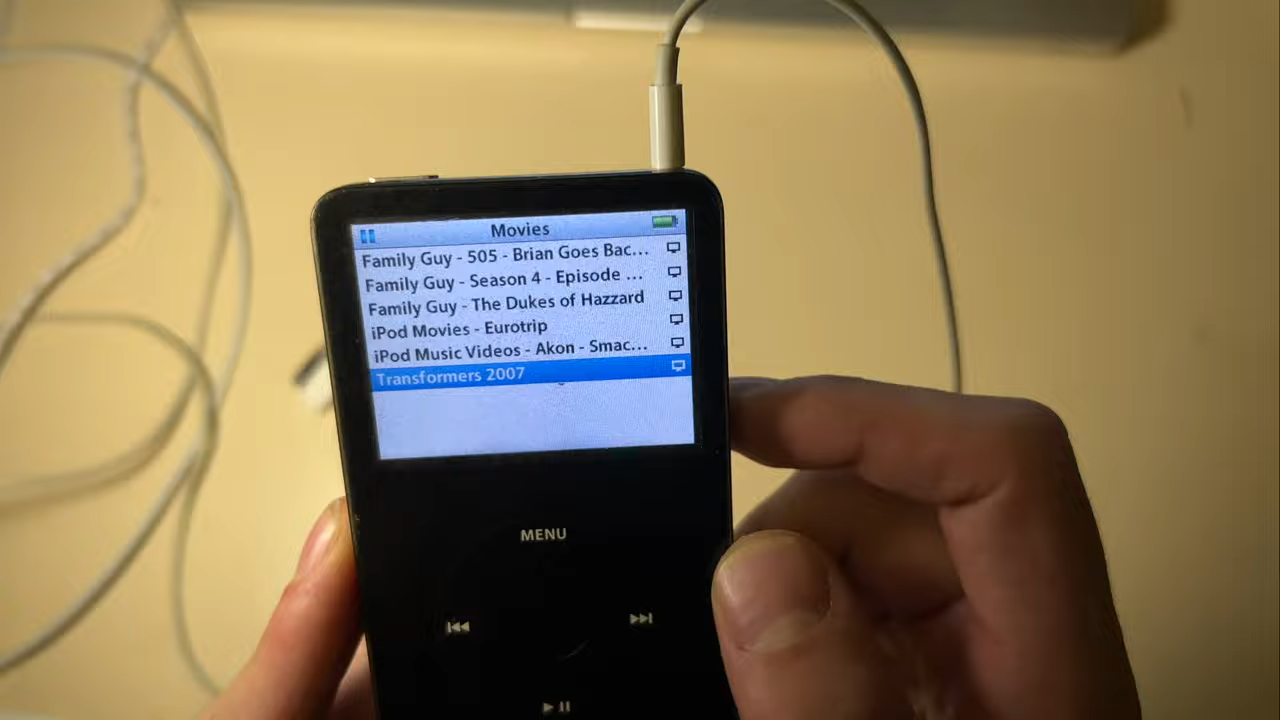 Movies
Family Guy - 505 - Brian Goes Bac...
Family Guy - Season 4 - Episode ...
Family Guy - The Dukes of Hazzard
iPod Movies - Eurotrip
iPod Music Videos - Akon - Smac...
Transformers 2007
MENU